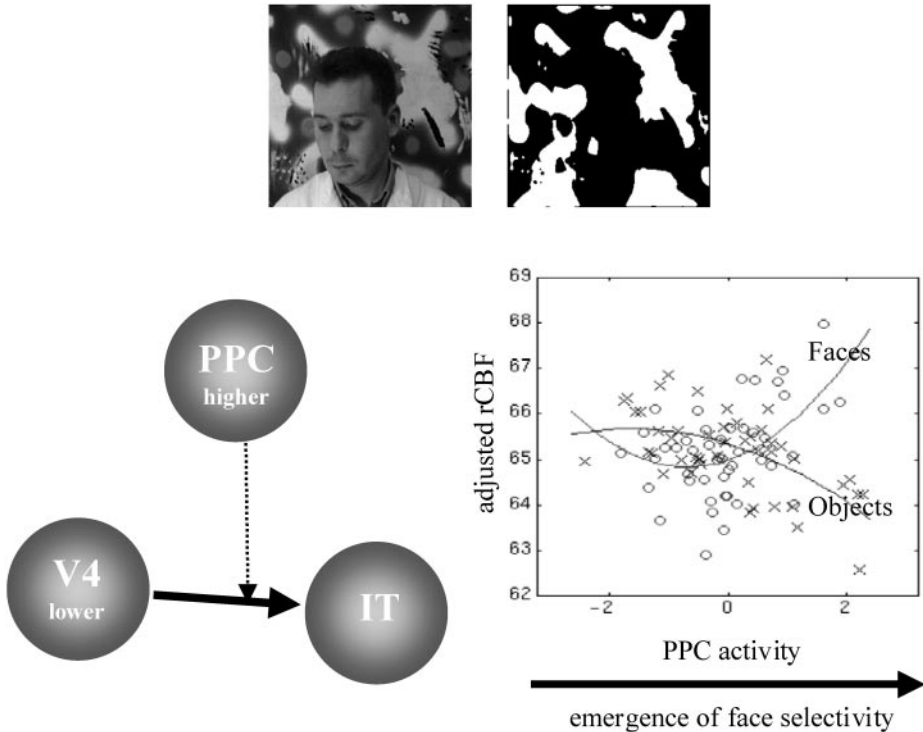 PPC
higher
V4
lower
IT
adjusted rCBF
69
68
67
66
65
64
63
62
Faces
Objects
-2
0
2
PPC activity
emergence of face selectivity